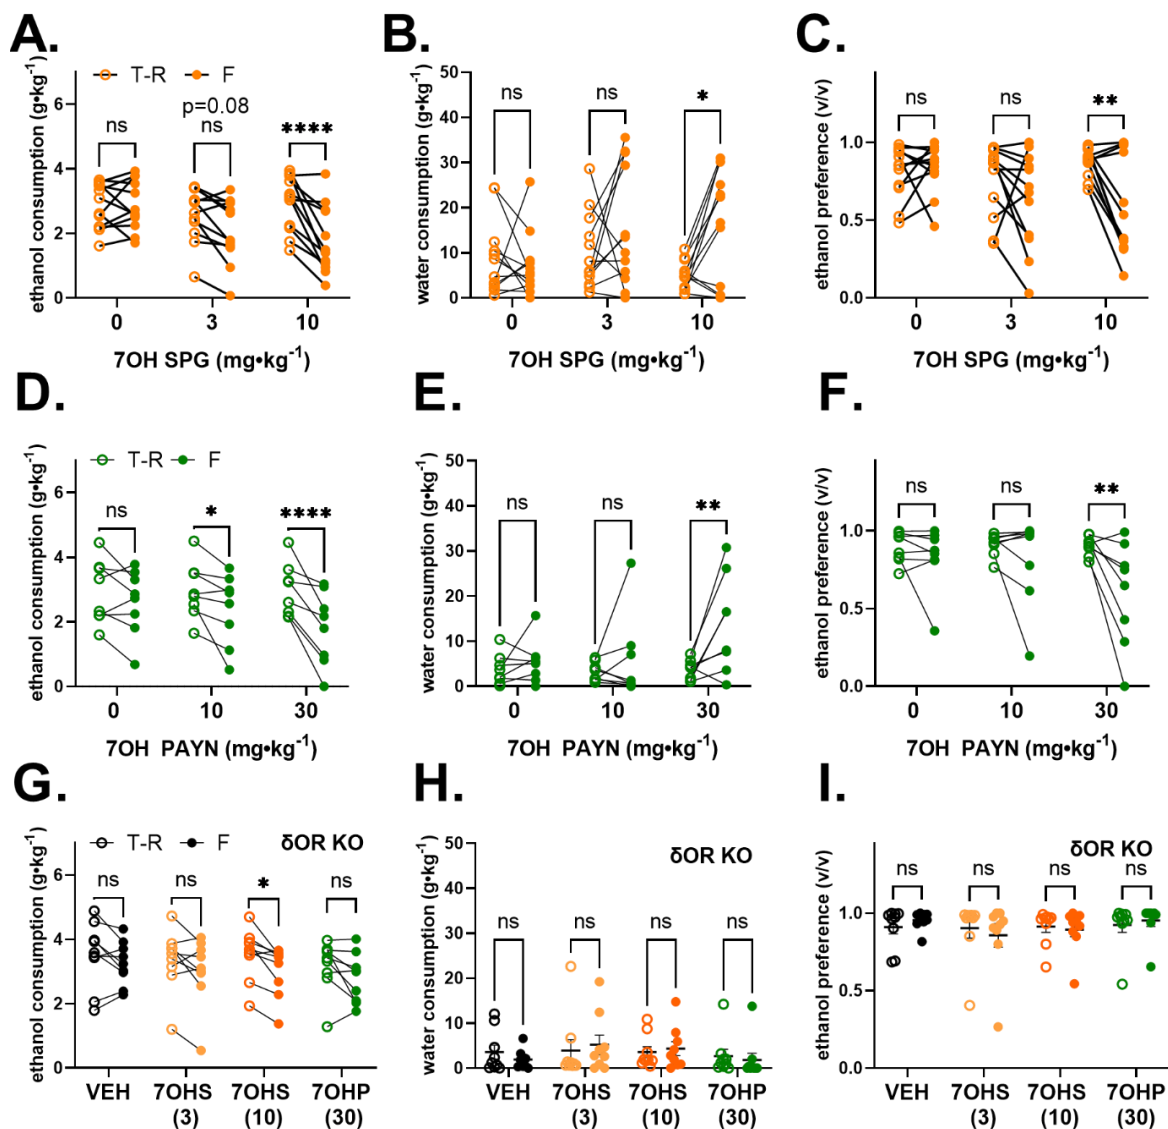 A.
ethanol consumption (g•kg⁻¹)
T-R F
p=0.08
ns ns ****
6
4
2
0
0 3 10
7OH SPG (mg•kg⁻¹)
B.
water consumption (g•kg⁻¹)
ns ns *
50
40
30
20
10
0
0 3 10
7OH SPG (mg•kg⁻¹)
C.
ethanol preference (v/v)
ns ns **
1.0
0.5
0.0
0 3 10
7OH SPG (mg•kg⁻¹)
D.
ethanol consumption (g•kg⁻¹)
T-R F
ns * ****
6
4
2
0
0 10 30
7OH PAYN (mg•kg⁻¹)
E.
water consumption (g•kg⁻¹)
ns ns **
50
40
30
20
10
0
0 10 30
7OH PAYN (mg•kg⁻¹)
F.
ethanol preference (v/v)
ns ns **
1.0
0.5
0.0
0 10 30
7OH PAYN (mg•kg⁻¹)
G.
ethanol consumption (g•kg⁻¹)
T-R F
δOR KO
ns ns * ns
6
4
2
0
VEH 7OHS 7OHS 7OHP
(3) (10) (30)
H.
water consumption (g•kg⁻¹)
δOR KO
ns ns ns ns
50
40
30
20
10
0
VEH 7OHS 7OHS 7OHP
(3) (10) (30)
I.
ethanol preference (v/v)
δOR KO
ns ns ns ns
1.0
0.5
0.0
VEH 7OHS 7OHS 7OHP
(3) (10) (30)